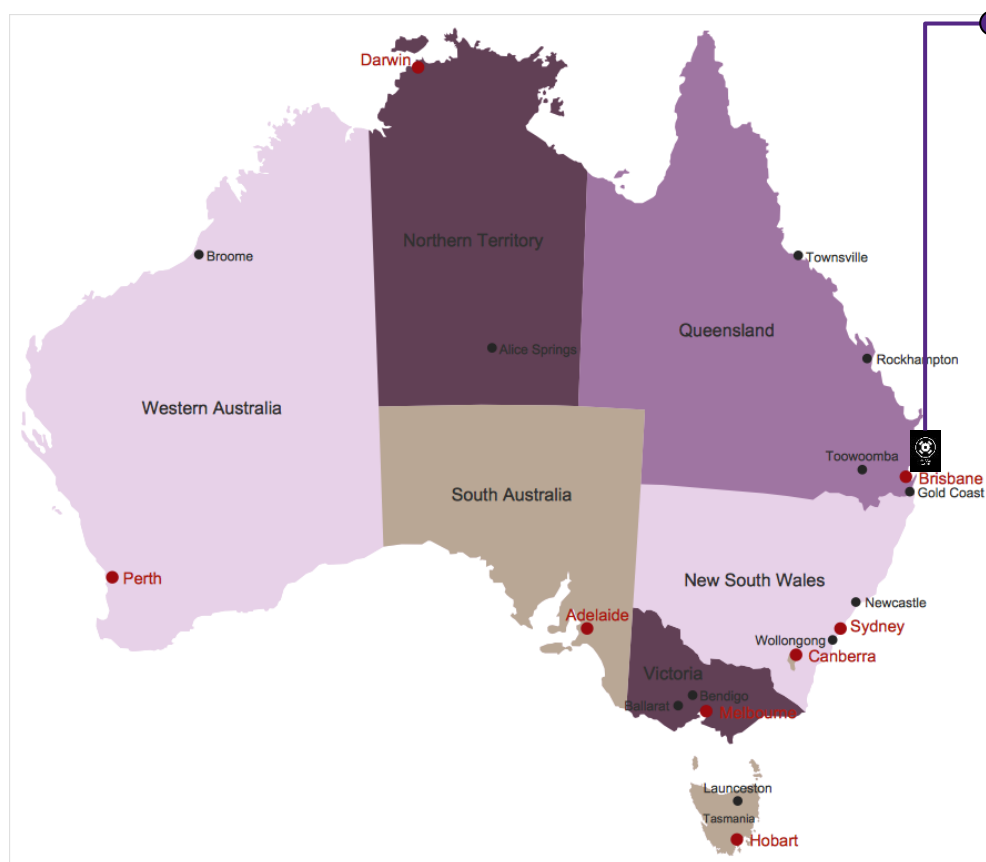 Darwin
Northern Territory
Broome
Townsville
Queensland
Alice Springs
Rockhampton
Western Australia
Toowoomba
Brisbane
South Australia
Gold Coast
Perth
New South Wales
Newcastle
Adelaide
Sydney
Wollongong
Canberra
Victoria
Bendigo
Ballarat
Melbourne
Launceston
Tasmania
Hobart